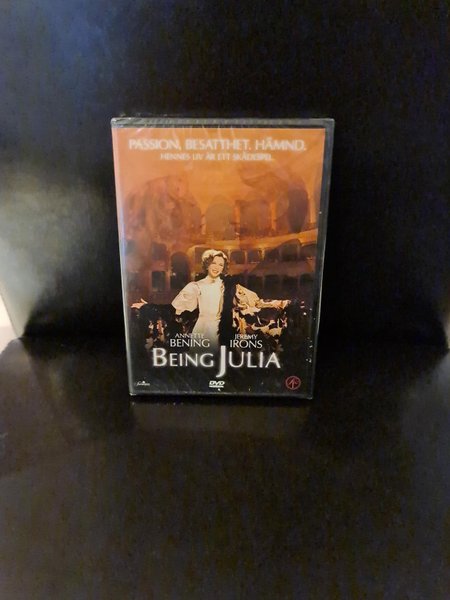 PASSION. BESATTHET. HÄMND.
HENNES LIV ÄR ETT SKÅDESPEL.
ANNETTE BENING
JEREMY IRONS
BEING JULIA
DVD